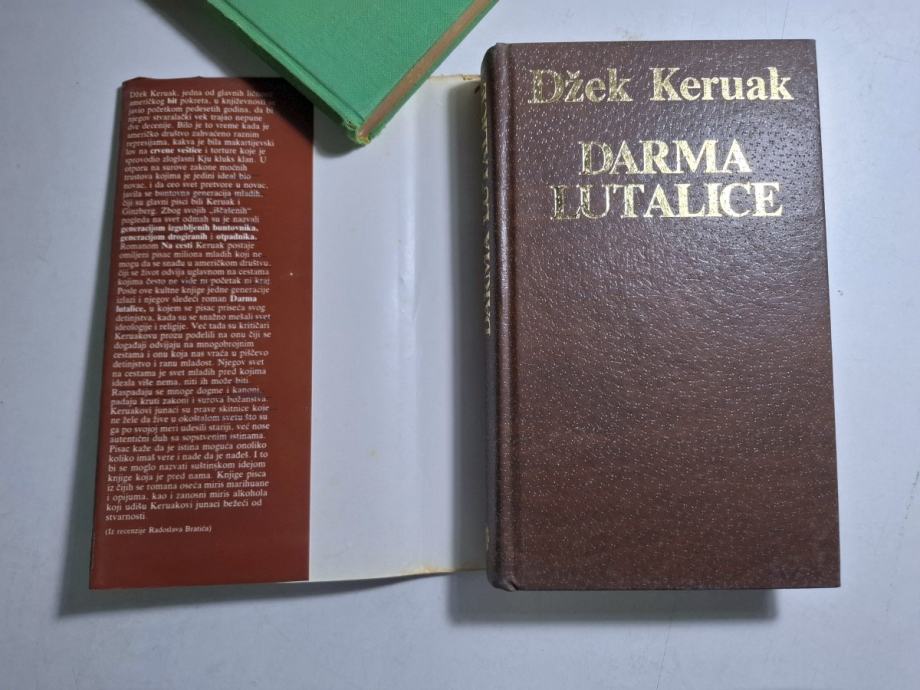 Džek Keruak, jedna od glavnih
američkog bit pokreta, u književnosti
javio početkom pedesetih godina, da bi
njegov stvaralački vek trajao nepune
dve decenije. Bilo je to vreme kada je
američko društvo zahvaćeno raznim
represijama, kakva je bila makartijevski
lov na crvene veštice i torture koje je
sprovodio zloglasni Kju kluks klan. U
otporu na surove zakone moćnih
trustova kojima je jedini ideal bio
novac, i da ceo svet pretvore u novac,
javila se buntovna generacija mladih,
čiji su glavni pisci bili Keruak i
Ginzberg. Zbog svojih „iščašenih“
pogleda na svet odmah su je nazvali
generacijom izgubljenih buntovnika,
generacijom drogiranih i otpadnika.
Romanom Na cesti Keruak postaje
omiljeni pisac miliona mladih koji ne
mogu da se snađu u američkom društvu,
čiji se život odvija uglavnom na cestama
kojima često ne vide ni početak ni kraj.
Posle ove kultne knjige jedne generacije
izlazi i njegov sledeći roman Darma
lutalice, u kojem se pisac priseća svog
detinjstva, kada su se snažno mešali svet
ideologije i religije. Već tada su kritičari
Keruakovu prozu podelili na onu čiji se
događaji odvijaju na mnogobrojnim
cestama i onu koja nas vraća u piščevo
detinjstvo i ranu mladost. Njegov svet
na cestama je svet mladih pred kojima
ideala više nema, niti ih može biti.
Raspadaju se mnoge dogme i kanoni,
padaju kruti zakoni i surova božanstva.
Keruakovi junaci su prave skitnice koje
ne žele da žive u okoštalom svetu što su
ga po svojoj meri udesili stariji, već nose
autentični duh sa sopstvenim istinama.
Pisac kaže da je istina moguća onoliko
koliko imaš vere i nade da je nađeš. I to
bi se moglo nazvati suštinskom idejom
knjige koja je pred nama. Knjige pisca
iz čijih se romana oseća miris marihuane
i opijuma, kao i zanosni miris alkohola
koji udišu Keruakovi junaci bežeći od
stvarnosti.
(Iz recenzije Radoslava Bratića)
Džek Keruak
DARMA
LUTALICE
DARMA LUTALICE